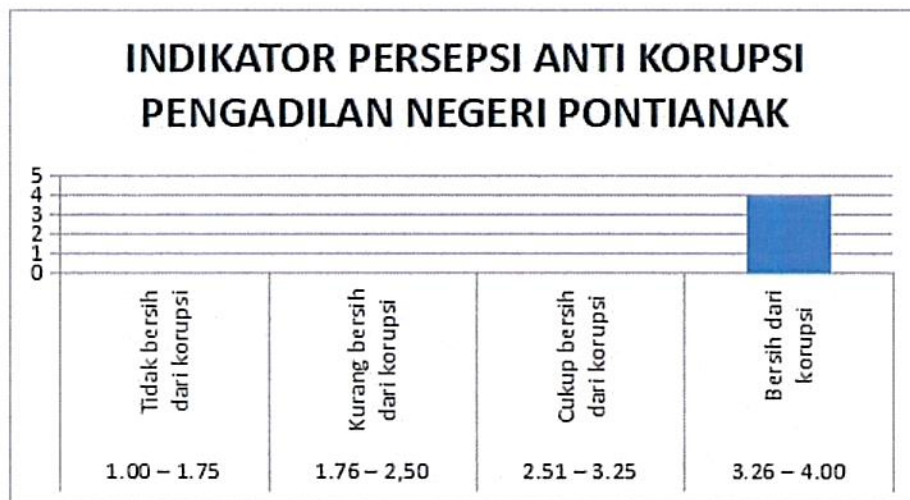 INDIKATOR PERSEPSI ANTI KORUPSI
PENGADILAN NEGERI PONTIANAK
5
4
3
2
1
0
Tidak bersih
dari korupsi
Kurang bersih
dari korupsi
Cukup bersih
dari korupsi
Bersih dari
korupsi
1.00 – 1.75
1.76 – 2,50
2.51 – 3.25
3.26 – 4.00